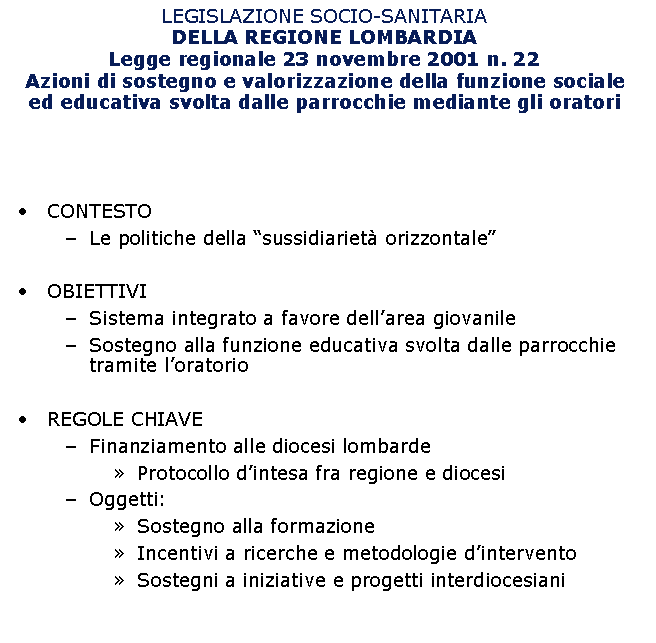 LEGISLAZIONE SOCIO-SANITARIA
DELLA REGIONE LOMBARDIA
Legge regionale 23 novembre 2001 n. 22
Azioni di sostegno e valorizzazione della funzione sociale
ed educativa svolta dalle parrocchie mediante gli oratori
• CONTESTO
– Le politiche della “sussidiarietà orizzontale”
• OBIETTIVI
– Sistema integrato a favore dell’area giovanile
– Sostegno alla funzione educativa svolta dalle parrocchie
tramite l’oratorio
• REGOLE CHIAVE
– Finanziamento alle diocesi lombarde
» Protocollo d’intesa fra regione e diocesi
– Oggetti:
» Sostegno alla formazione
» Incentivi a ricerche e metodologie d’intervento
» Sostegni a iniziative e progetti interdiocesiani